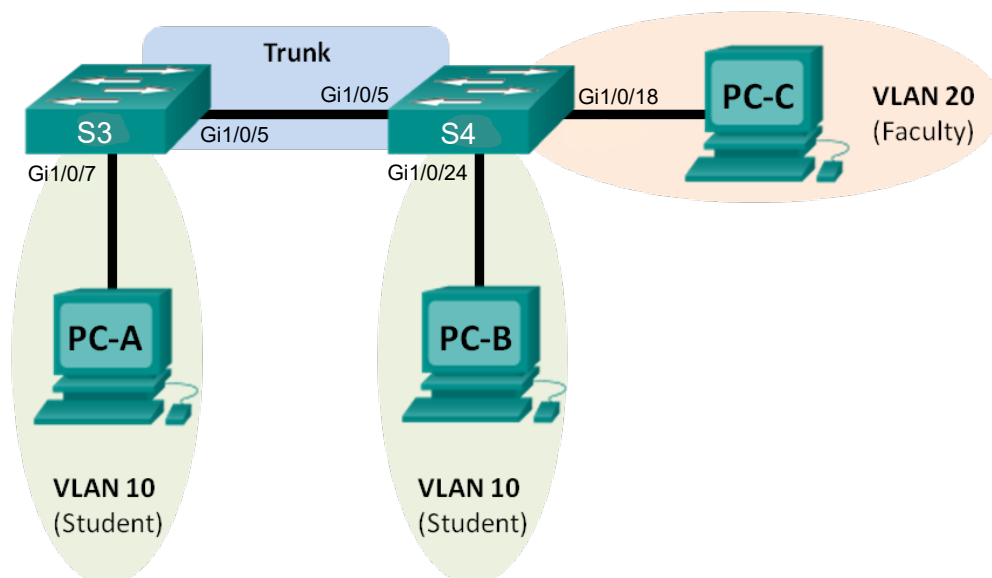 Trunk
Gi1/0/5
Gi1/0/18
PC-C
VLAN 20
(Faculty)
S3
Gi1/0/5
S4
Gi1/0/7
Gi1/0/24
PC-A
PC-B
VLAN 10
(Student)
VLAN 10
(Student)